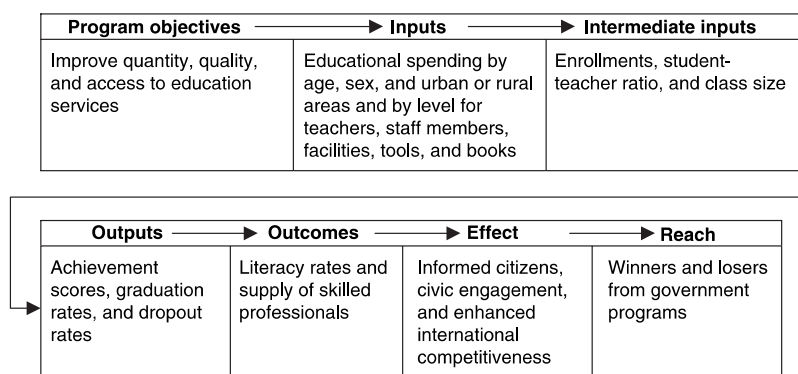 Program objectives
Inputs
Intermediate inputs
Improve quantity, quality,
and access to education
services
Educational spending by
age, sex, and urban or rural
areas and by level for
teachers, staff members,
facilities, tools, and books
Enrollments, student-
teacher ratio, and class size
Outputs
Outcomes
Effect
Reach
Achievement
scores, graduation
rates, and dropout
rates
Literacy rates and
supply of skilled
professionals
Informed citizens,
civic engagement,
and enhanced
international
competitiveness
Winners and losers
from government
programs